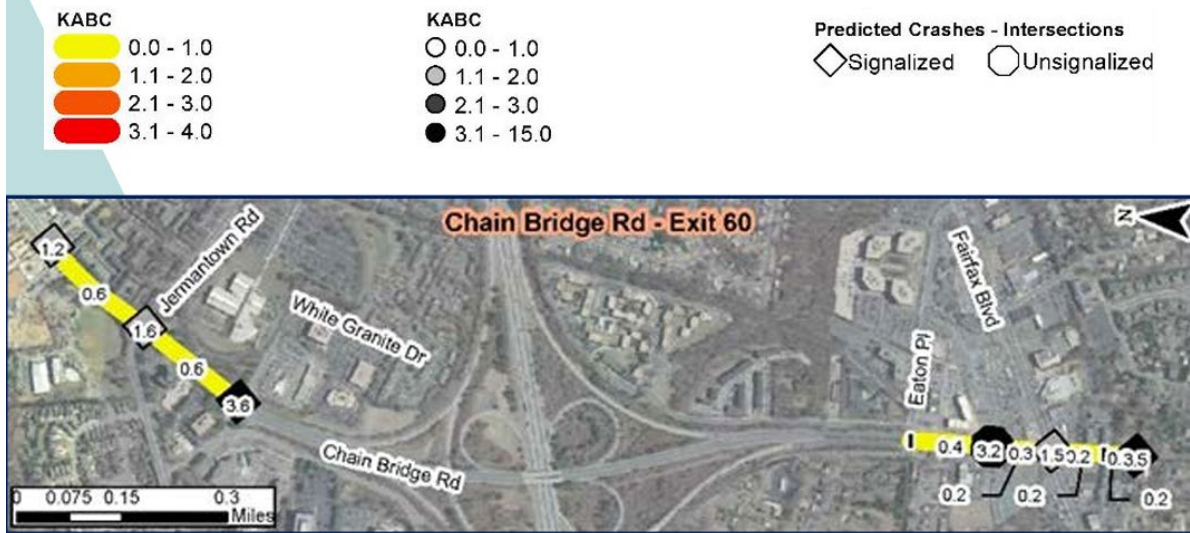 KABC
0.0 - 1.0
1.1 - 2.0
2.1 - 3.0
3.1 - 4.0
KABC
0.0 - 1.0
1.1 - 2.0
2.1 - 3.0
3.1 - 15.0
Predicted Crashes - Intersections
Signalized Unsignalized
Chain Bridge Rd - Exit 60
N
1.2
0.6
Jermantown Rd
1.6
0.6
3.6
White Granite Dr
Chain Bridge Rd
Eaton Pl
Fairfax Blvd
0.4 3.2 0.3 1.5 0.2 0.3.5
0.2 0.2 0.2
0 0.075 0.15 0.3
Miles